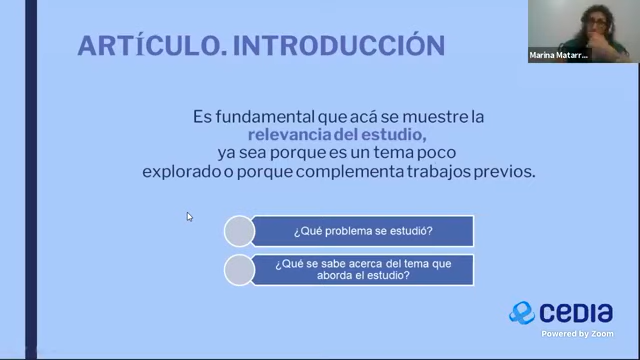 ARTÍCULO. INTRODUCCIÓN
Marina Matarr...
Es fundamental que acá se muestre la
relevancia del estudio,
ya sea porque es un tema poco
explorado o porque complementa trabajos previos.
¿Qué problema se estudió?
¿Qué se sabe acerca del tema que
aborda el estudio?
CEDIA
Powered by Zoom